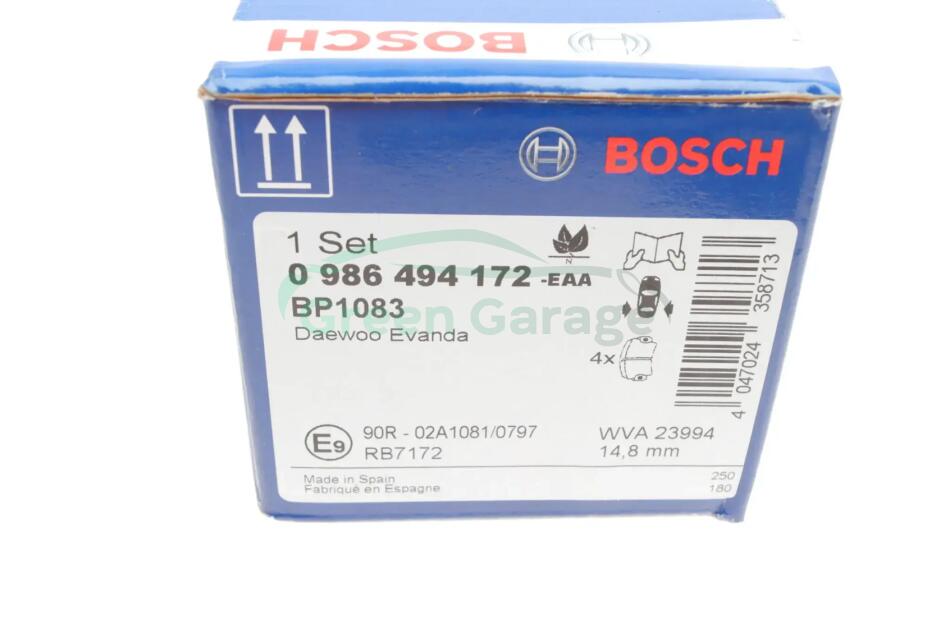 BOSCH
BOSCH
1 Set
0 986 494 172 -EAA
BP1083
Green Garage
Daewoo Evanda
4x
N
4 047024 358713
E9
90R - 02A1081/0797
RB7172
WVA 23994
14,8 mm
Made in Spain
Fabriqué en Espagne
250
180